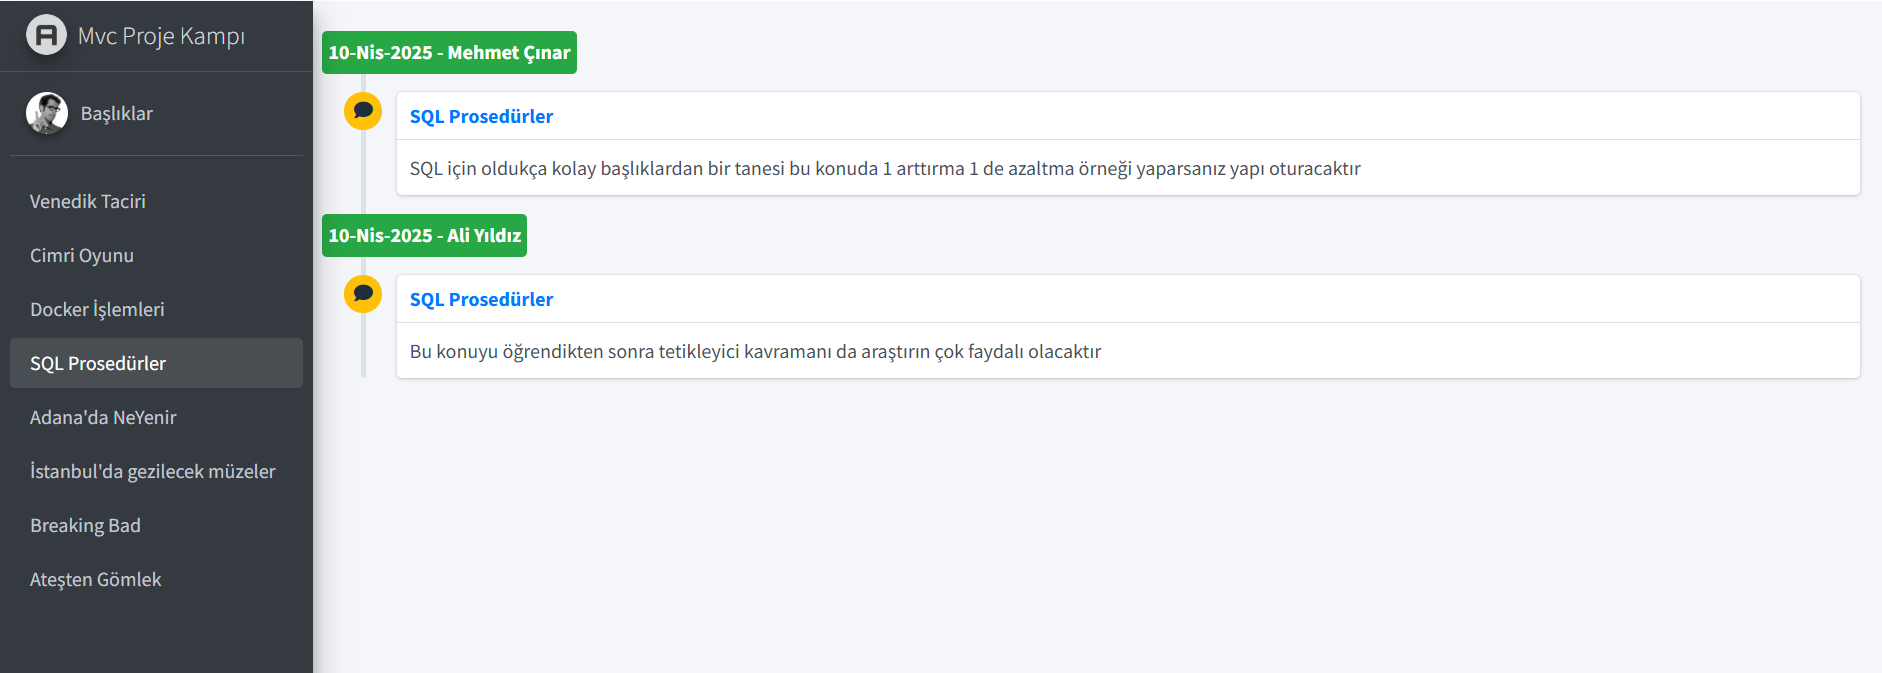 Mvc Proje Kampı
Başlıklar
Venedik Taciri
Cimri Oyunu
Docker İşlemleri
SQL Prosedürler
Adana'da NeYenir
İstanbul'da gezilecek müzeler
Breaking Bad
Ateşten Gömlek
10-Nis-2025 - Mehmet Çınar
SQL Prosedürler
SQL için oldukça kolay başlıklardan bir tanesi bu konuda 1 arttırma 1 de azaltma örneği yaparsanız yapı oturacaktır
10-Nis-2025 - Ali Yıldız
SQL Prosedürler
Bu konuyu öğrendikten sonra tetikleyici kavramanı da araştırın çok faydalı olacaktır